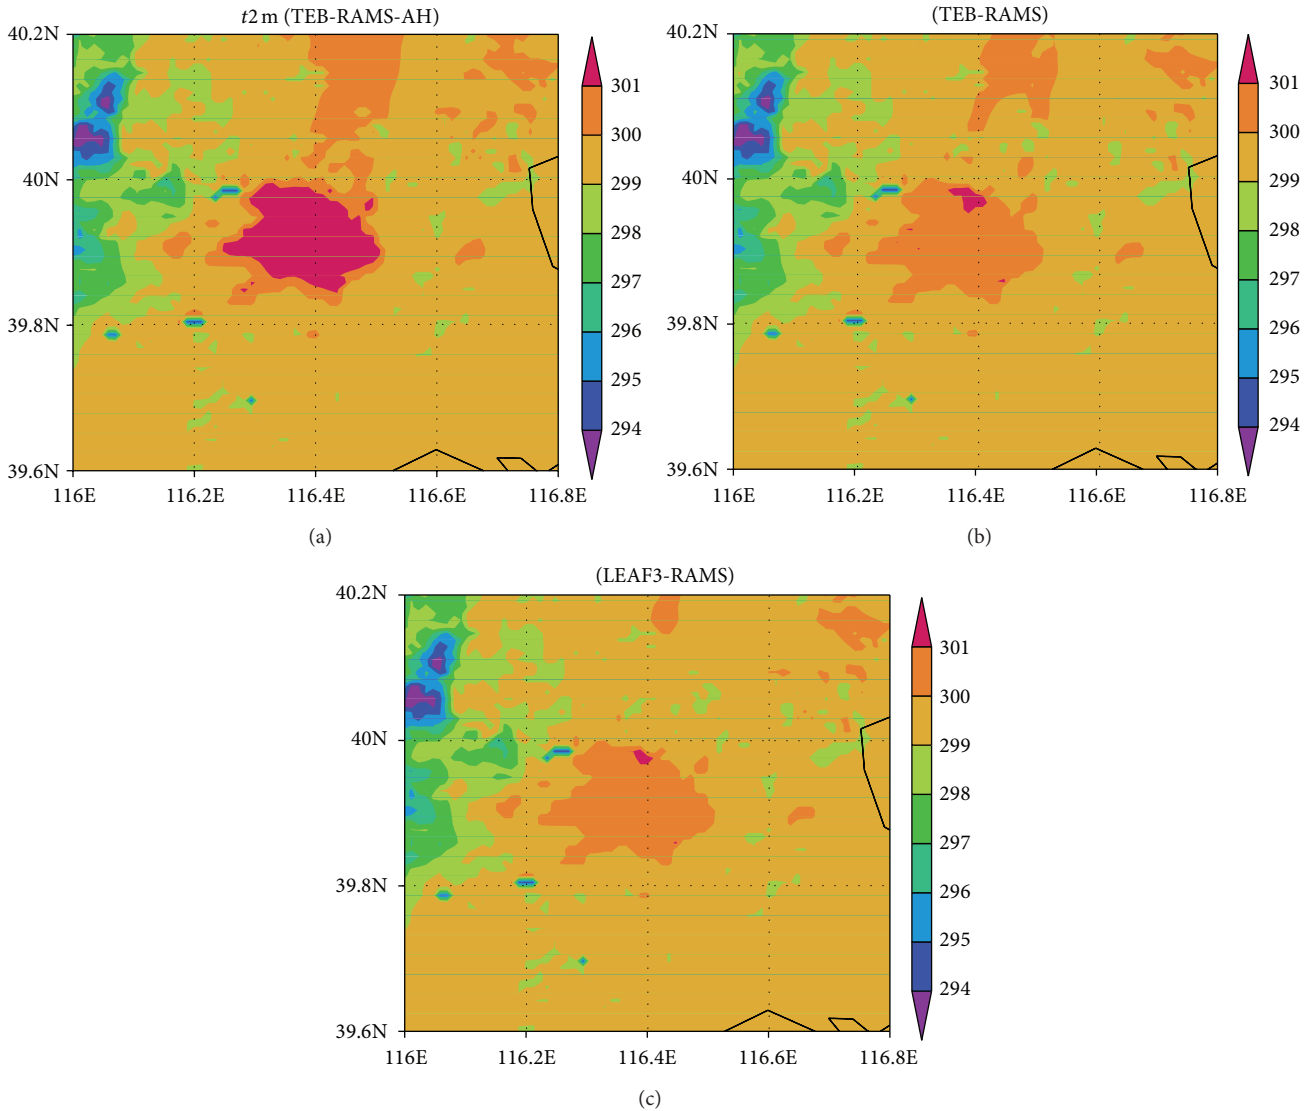 t2 m (TEB-RAMS-AH)
40.2N
40N
39.8N
39.6N
116E 116.2E 116.4E 116.6E 116.8E
301
300
299
298
297
296
295
294
(a)
(TEB-RAMS)
40.2N
40N
39.8N
39.6N
116E 116.2E 116.4E 116.6E 116.8E
301
300
299
298
297
296
295
294
(b)
(LEAF3-RAMS)
40.2N
40N
39.8N
39.6N
116E 116.2E 116.4E 116.6E 116.8E
301
300
299
298
297
296
295
294
(c)